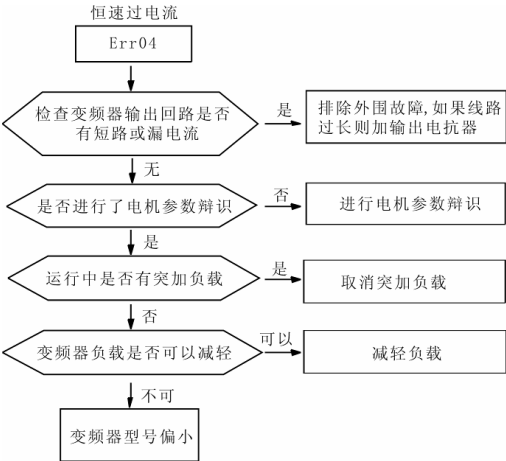 恒速过电流
Err04
检查变频器输出回路是否
有短路或漏电流
是
排除外围故障,如果线路
过长则加输出电抗器
无
是否进行了电机参数辩识
否
进行电机参数辩识
是
运行中是否有突加负载
是
取消突加负载
否
变频器负载是否可以减轻
可以
减轻负载
不可
变频器型号偏小